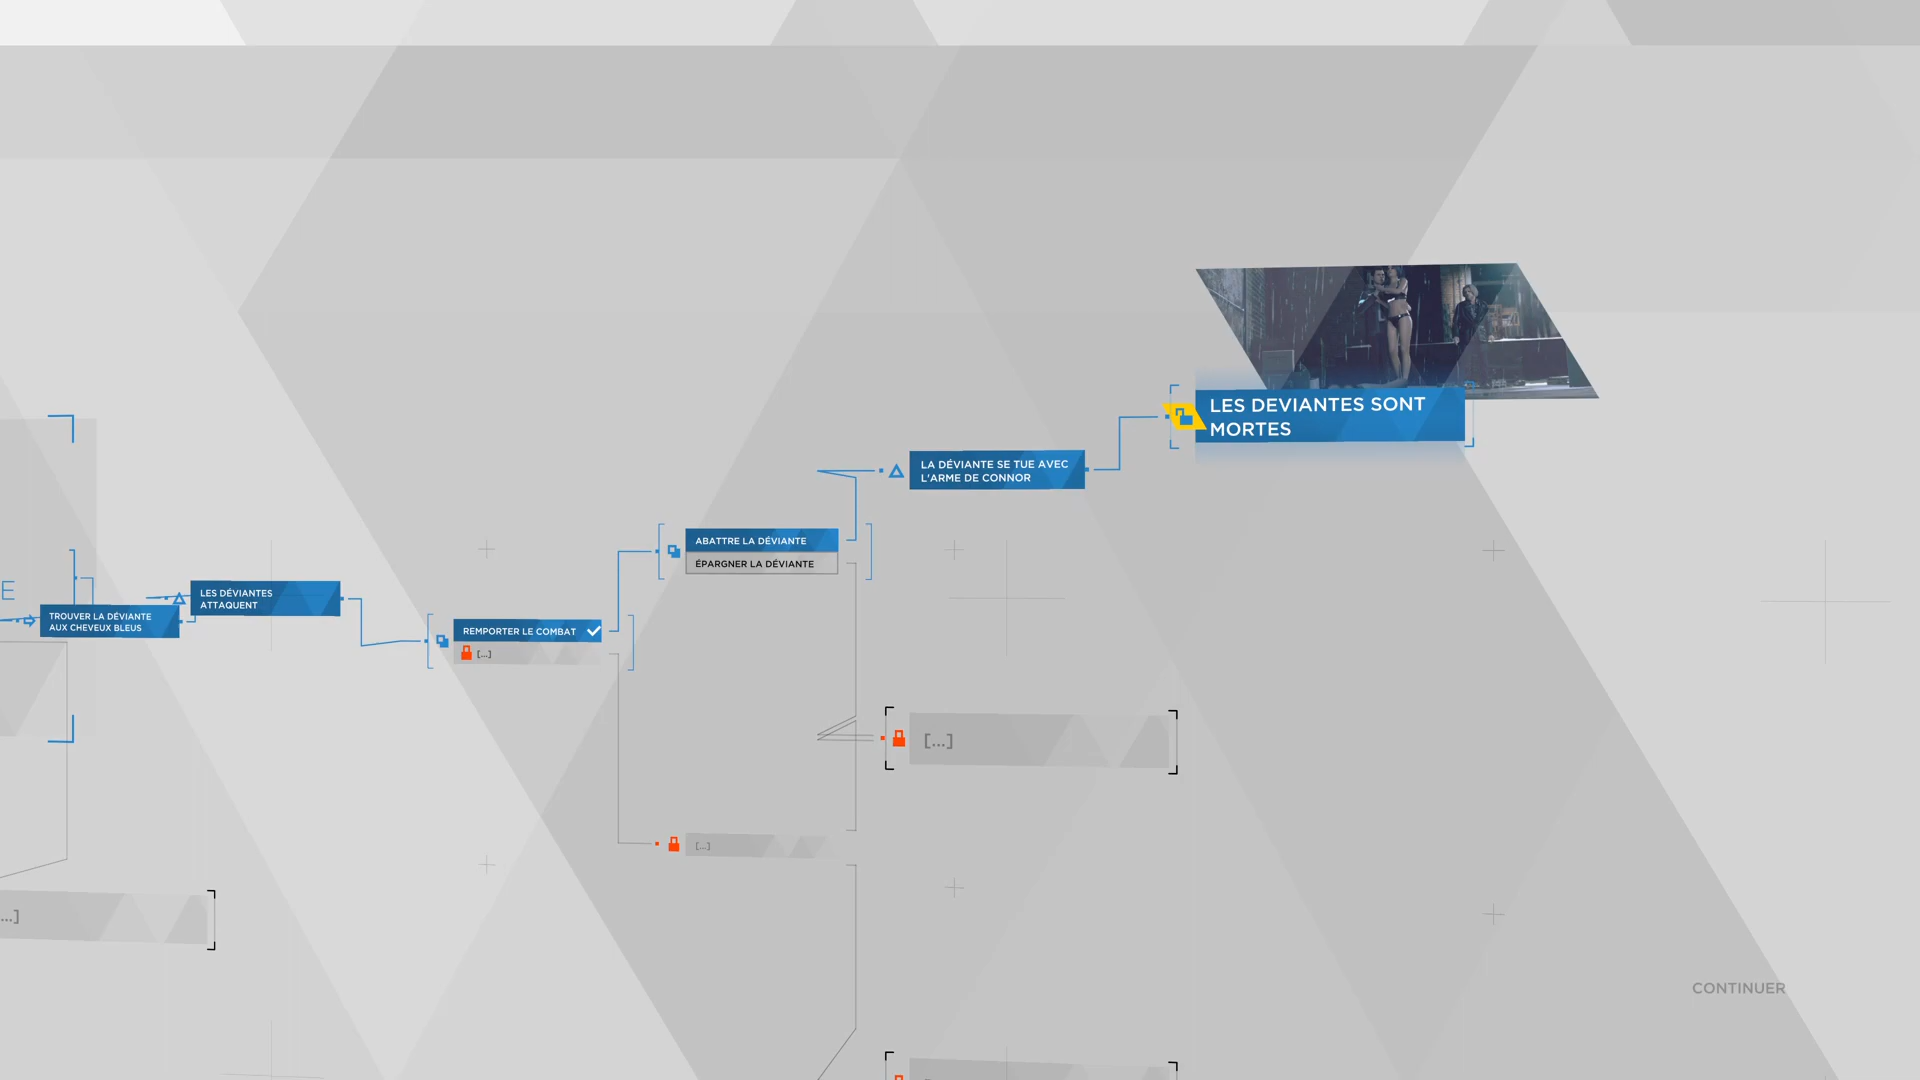 LES DEVIANTES SONT
MORTES
LA DÉVIANTE SE TUE AVEC
L'ARME DE CONNOR
ABATTRE LA DÉVIANTE
ÉPARGNER LA DÉVIANTE
E
LES DÉVIANTES
ATTAQUENT
TROUVER LA DÉVIANTE
AUX CHEVEUX BLEUS
REMPORTER LE COMBAT
[...]
[...]
[...]
...]
CONTINUER